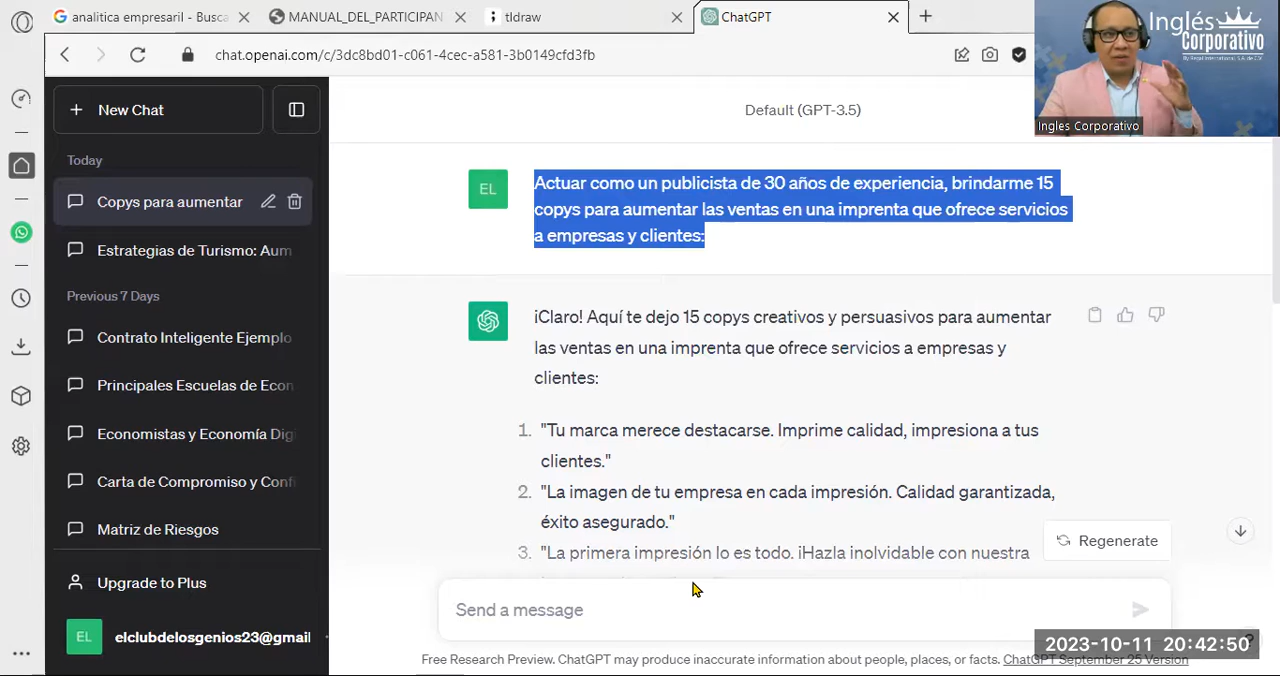 analitica empresaril - Busca
MANUAL_DEL_PARTICIPAN
tldraw
ChatGPT
chat.openai.com/c/3dc8bd01-c061-4cec-a581-3b0149cfd3fb
Inglés
Corporativo
By Regal International, S.A. de C.V.
Ingles Corporativo
New Chat
Default (GPT-3.5)
Today
Copys para aumentar
Estrategias de Turismo: Aum
Previous 7 Days
Contrato Inteligente Ejemplo
Principales Escuelas de Econ
Economistas y Economía Dig
Carta de Compromiso y Confi
Matriz de Riesgos
Upgrade to Plus
EL
elclubdelosgenios23@gmail
EL
Actuar como un publicista de 30 años de experiencia, brindarme 15
copys para aumentar las ventas en una imprenta que ofrece servicios
a empresas y clientes:
¡Claro! Aquí te dejo 15 copys creativos y persuasivos para aumentar
las ventas en una imprenta que ofrece servicios a empresas y
clientes:
1. "Tu marca merece destacarse. Imprime calidad, impresiona a tus
clientes."
2. "La imagen de tu empresa en cada impresión. Calidad garantizada,
éxito asegurado."
3. "La primera impresión lo es todo. ¡Hazla inolvidable con nuestra
Regenerate
Send a message
Free Research Preview. ChatGPT may produce inaccurate information about people, places, or facts. ChatGPT September 25 Version
2023-10-11 20:42:50